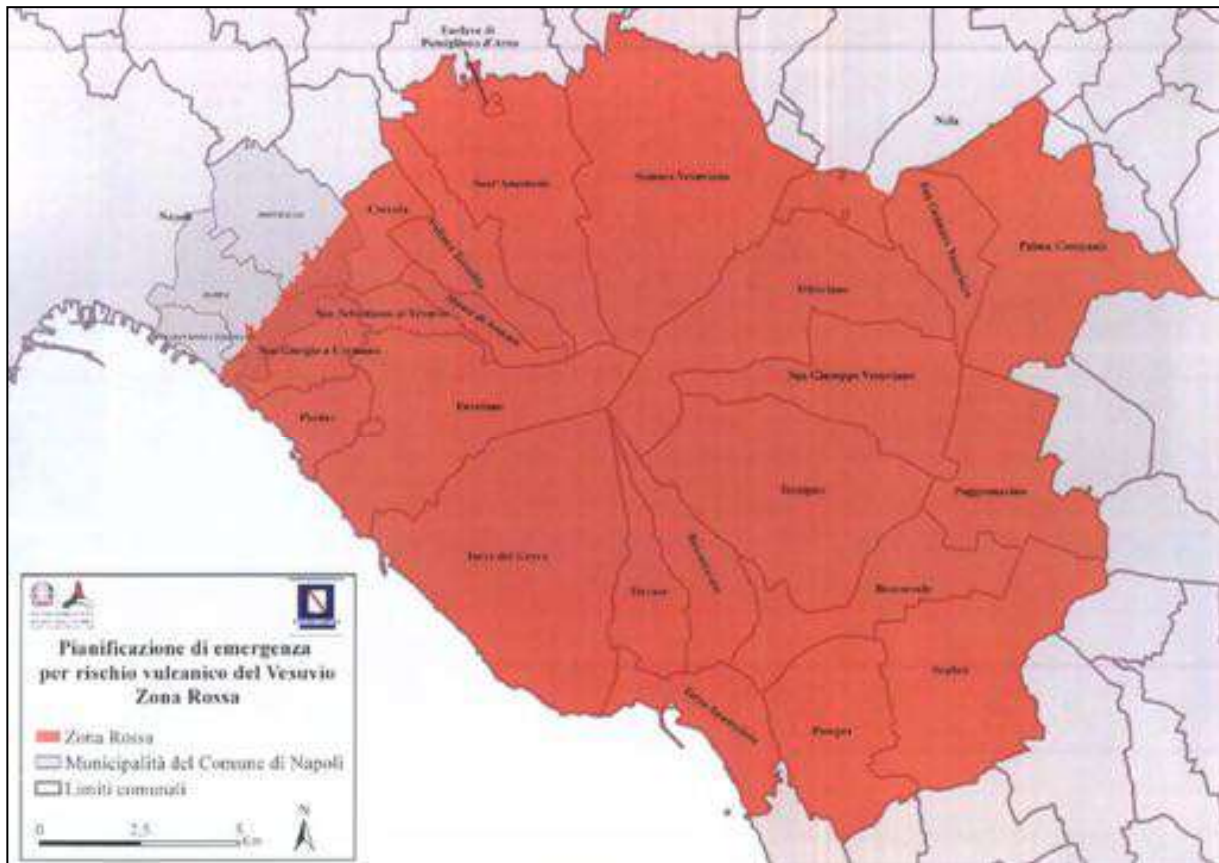 Enclave di
Pomigliano d'Arco
Nola
Somma Vesuviana
Sant'Anastasia
Palma Campania
San Gennaro Vesuviano
Cercola
Pollena Trocchia
Napoli
Massa di Somma
Ottaviano
San Sebastiano al Vesuvio
San Giorgio a Cremano
San Giuseppe Vesuviano
Portici
Ercolano
Terzigno
Poggiomarino
Torre del Greco
Trecase
Boscotrecase
Boscoreale
Scafati
Torre Annunziata
Pompei
Pianificazione di emergenza
per rischio vulcanico del Vesuvio
Zona Rossa
Zona Rossa
Municipalità del Comune di Napoli
Limiti comunali
N
0 2,5 5
Km